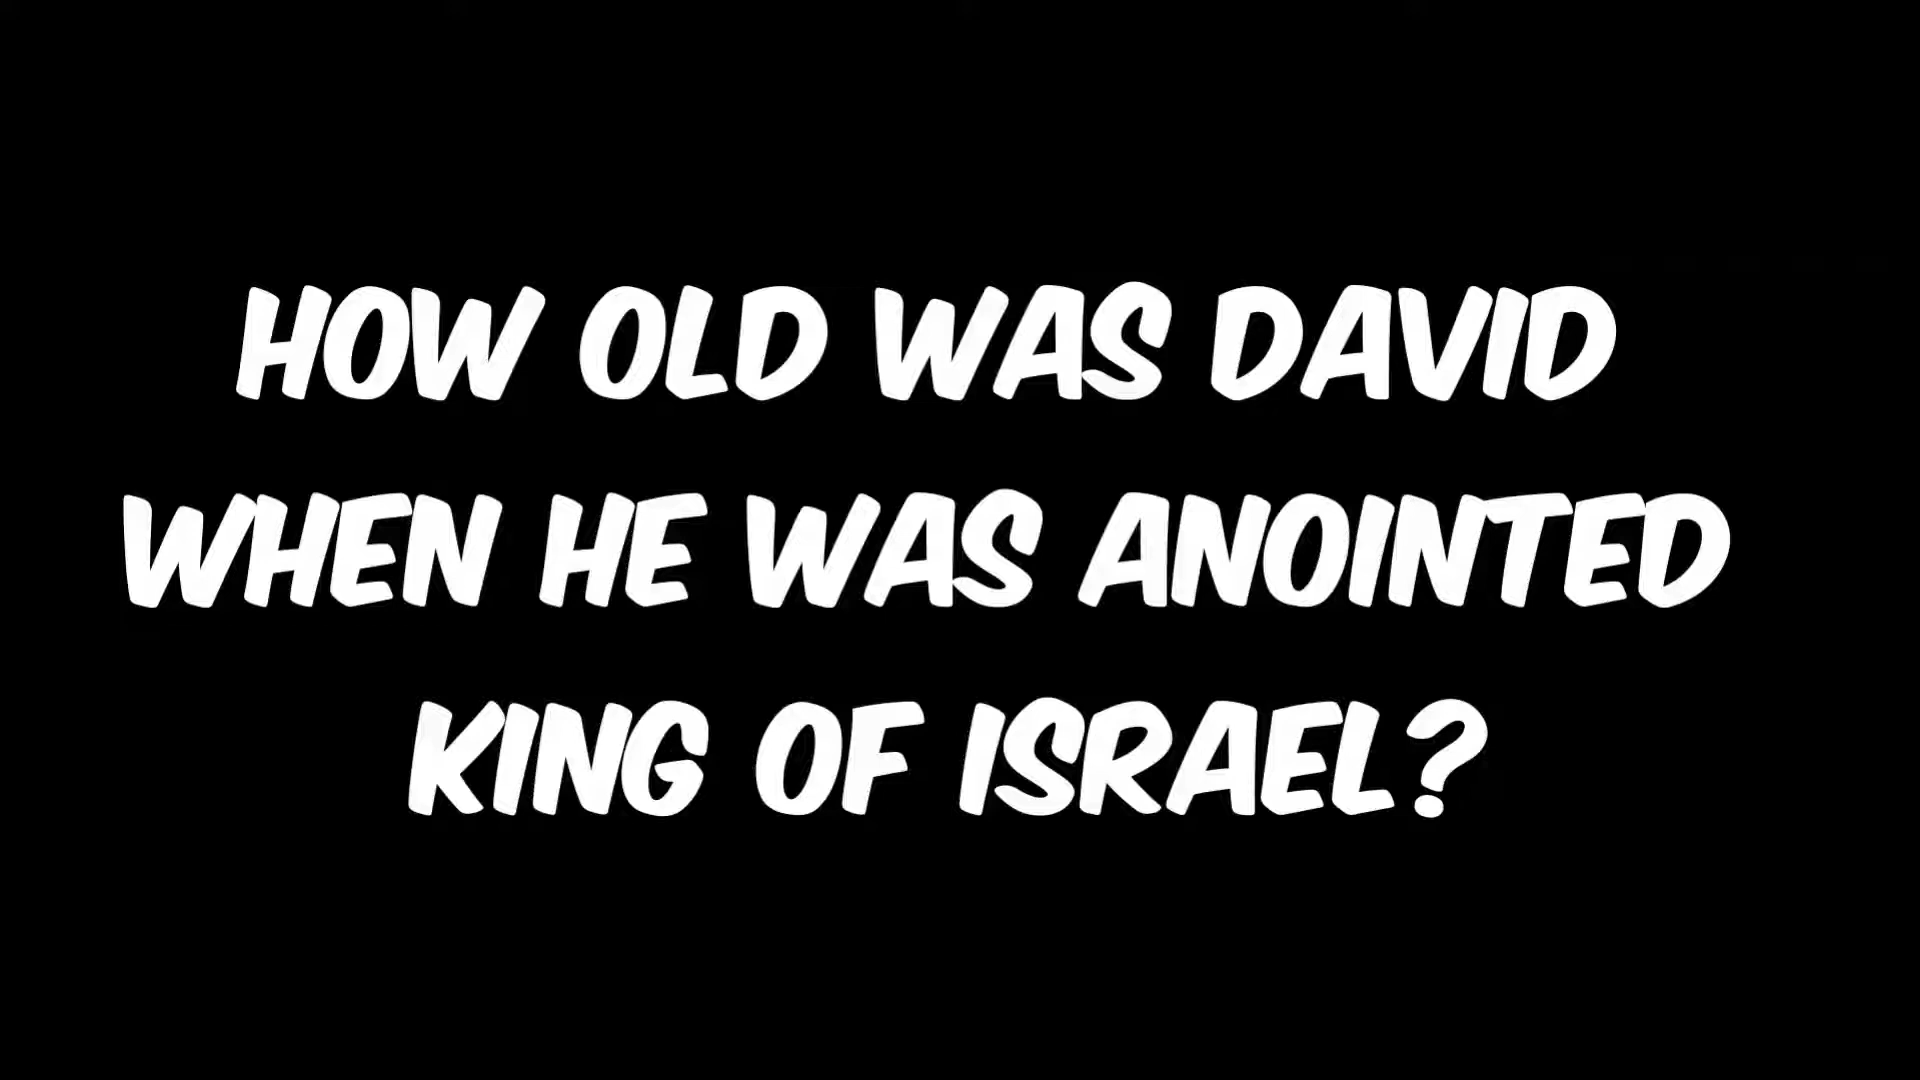 HOW OLD WAS DAVID
WHEN HE WAS ANOINTED
KING OF ISRAEL?